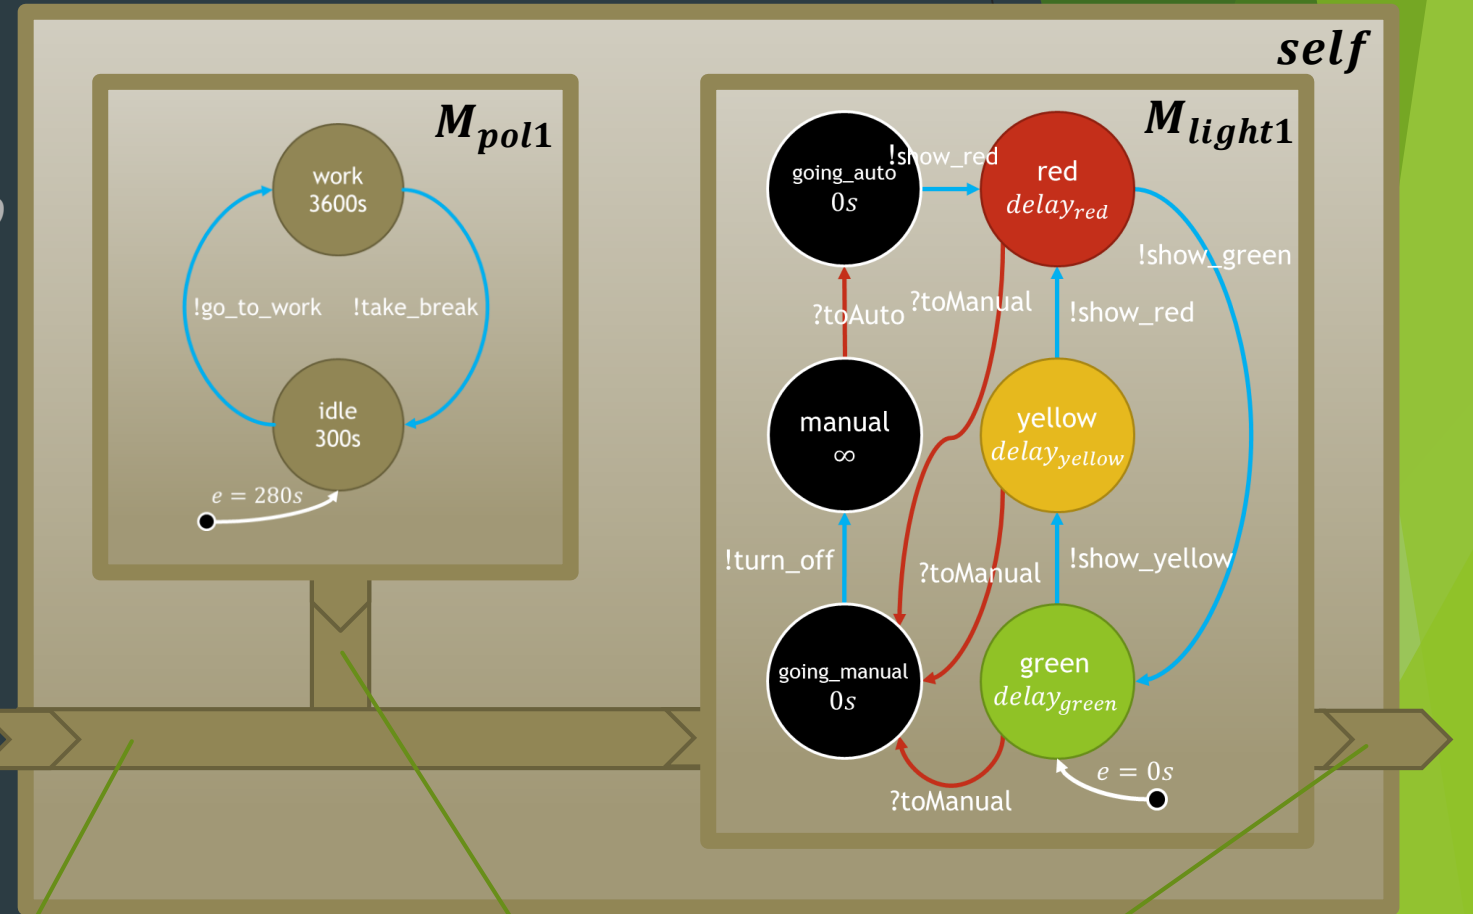 self
M_pol1
work
3600s
!go_to_work
!take_break
idle
300s
e = 280s
M_light1
going_auto
0s
!show_red
red
delay_red
!show_green
?toAuto
?toManual
!show_red
manual
∞
yellow
delay_yellow
!turn_off
?toManual
!show_yellow
going_manual
0s
green
delay_green
e = 0s
?toManual